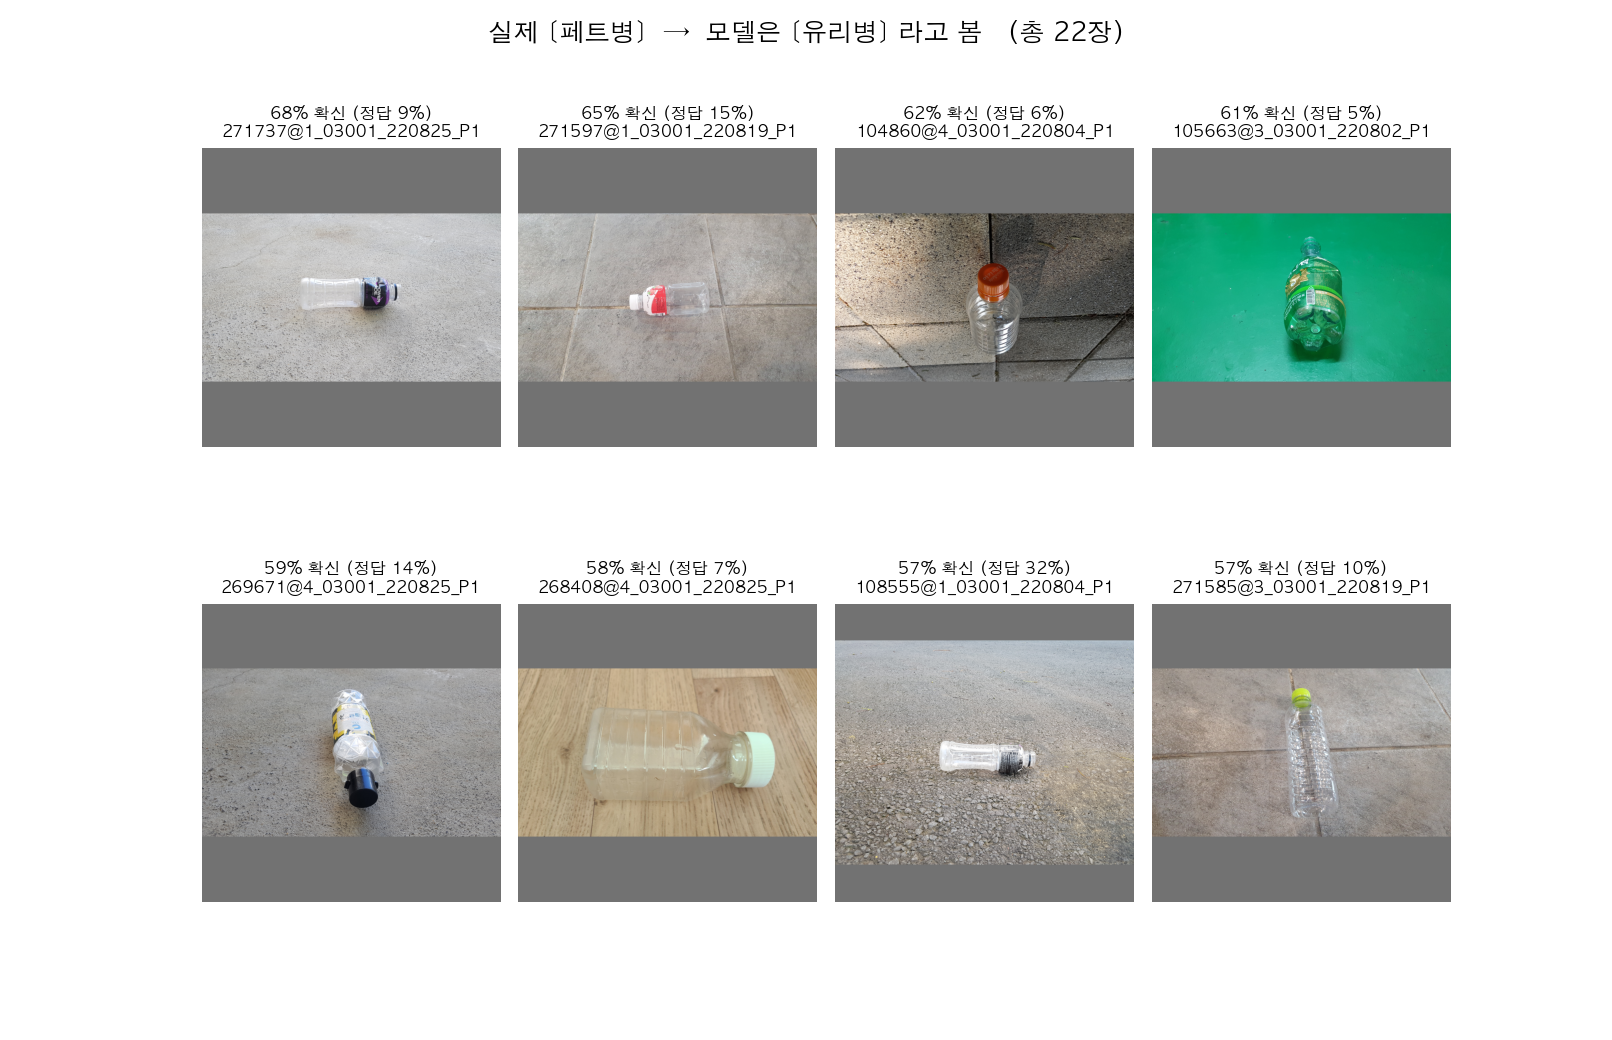 실제 [페트병] → 모델은 [유리병] 라고 봄 (총 22장)
68% 확신 (정답 9%)
271737@1_03001_220825_P1
65% 확신 (정답 15%)
271597@1_03001_220819_P1
62% 확신 (정답 6%)
104860@4_03001_220804_P1
61% 확신 (정답 5%)
105663@3_03001_220802_P1
59% 확신 (정답 14%)
269671@4_03001_220825_P1
58% 확신 (정답 7%)
268408@4_03001_220825_P1
57% 확신 (정답 32%)
108555@1_03001_220804_P1
57% 확신 (정답 10%)
271585@3_03001_220819_P1